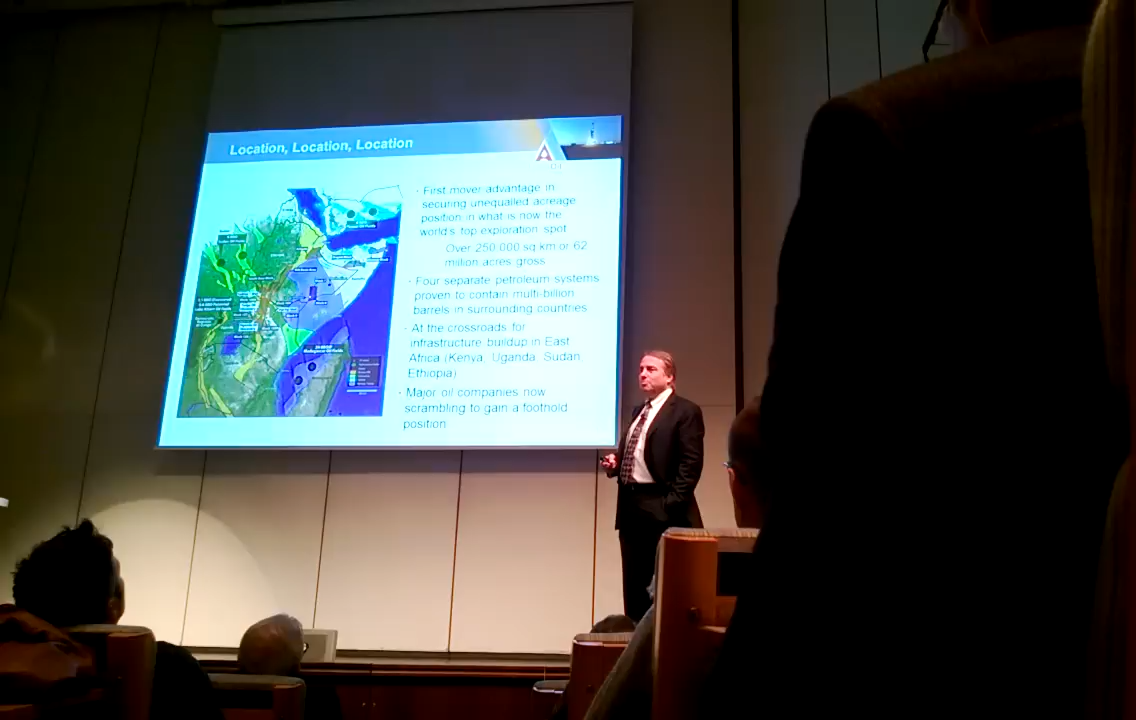 Location, Location, Location
· First mover advantage in
securing unequalled acreage
position in what is now the
world's top exploration spot
Over 250.000 sq km or 62
million acres gross
· Four separate petroleum systems
proven to contain multi-billion
barrels in surrounding countries
· At the crossroads for
infrastructure buildup in East
Africa (Kenya, Uganda, Sudan
Ethiopia)
· Major oil companies now
scrambling to gain a foothold
position